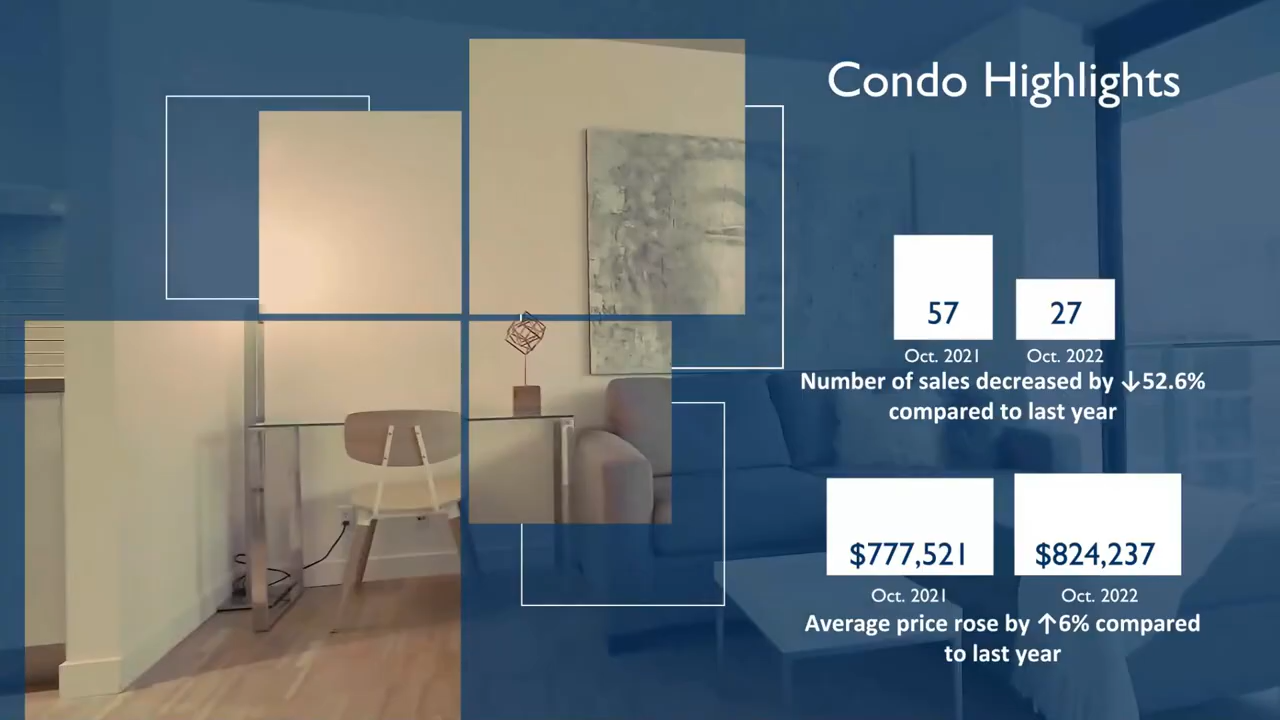 Condo Highlights
57 27
Oct. 2021 Oct. 2022
Number of sales decreased by ↓52.6%
compared to last year
$777,521 $824,237
Oct. 2021 Oct. 2022
Average price rose by ↑6% compared
to last year